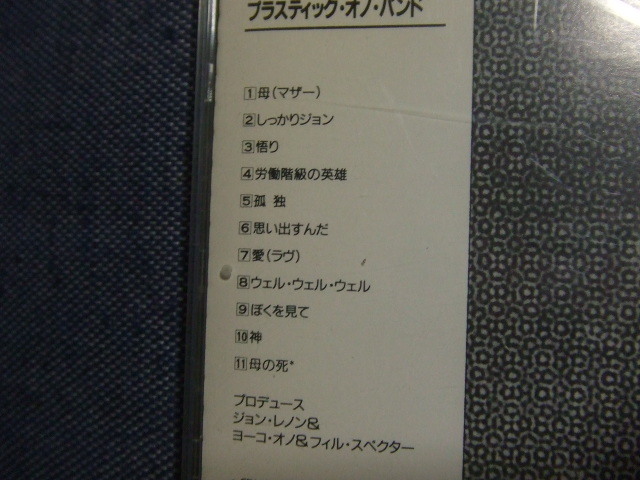 プラスティック・オノ・バンド
1 母(マザー)
2 しっかりジョン
3 悟り
4 労働階級の英雄
5 孤 独
6 思い出すんだ
7 愛(ラヴ)
8 ウェル・ウェル・ウェル
9 ぼくを見て
10 神
11 母の死*
プロデュース
ジョン・レノン&
ヨーコ・オノ&フィル・スペクター